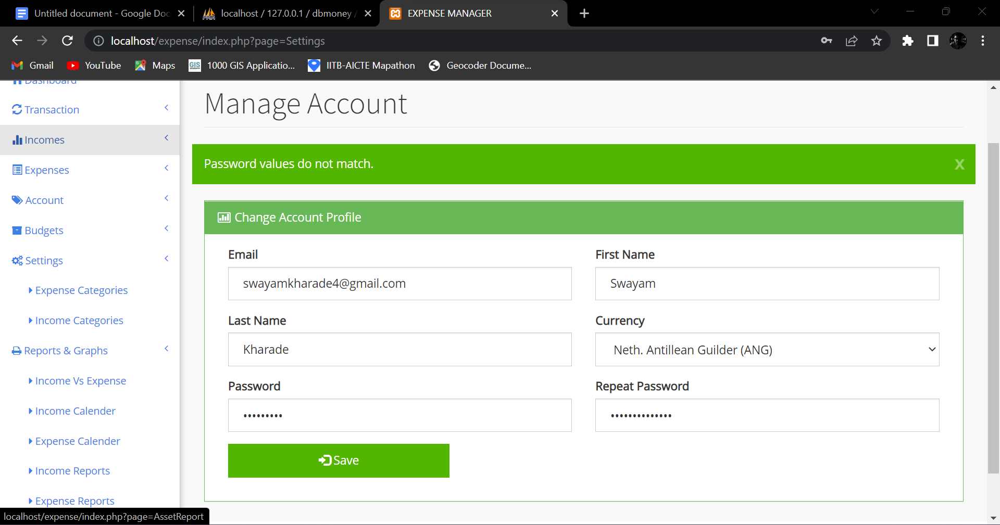 Untitled document - Google Doc
localhost / 127.0.0.1 / dbmoney /
EXPENSE MANAGER
localhost/expense/index.php?page=Settings
Gmail
YouTube
Maps
GIS
1000 GIS Applicatio...
IITB-AICTE Mapathon
Geocoder Docume...
Dashboard
Transaction
Incomes
Expenses
Account
Budgets
Settings
Expense Categories
Income Categories
Reports & Graphs
Income Vs Expense
Income Calender
Expense Calender
Income Reports
Expense Reports
localhost/expense/index.php?page=AssetReport
Manage Account
Password values do not match.
X
Change Account Profile
Email
swayamkharade4@gmail.com
First Name
Swayam
Last Name
Kharade
Currency
Neth. Antillean Guilder (ANG)
Password
•••••••••
Repeat Password
••••••••••••••
Save